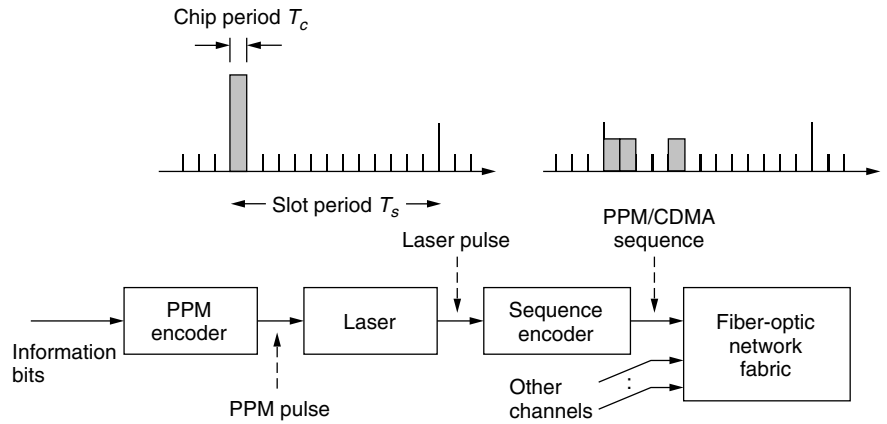 Chip period T_c
Slot period T_s
Laser pulse
PPM/CDMA
sequence
Information
bits
PPM
encoder
PPM pulse
Laser
Sequence
encoder
Other
channels
:
Fiber-optic
network
fabric